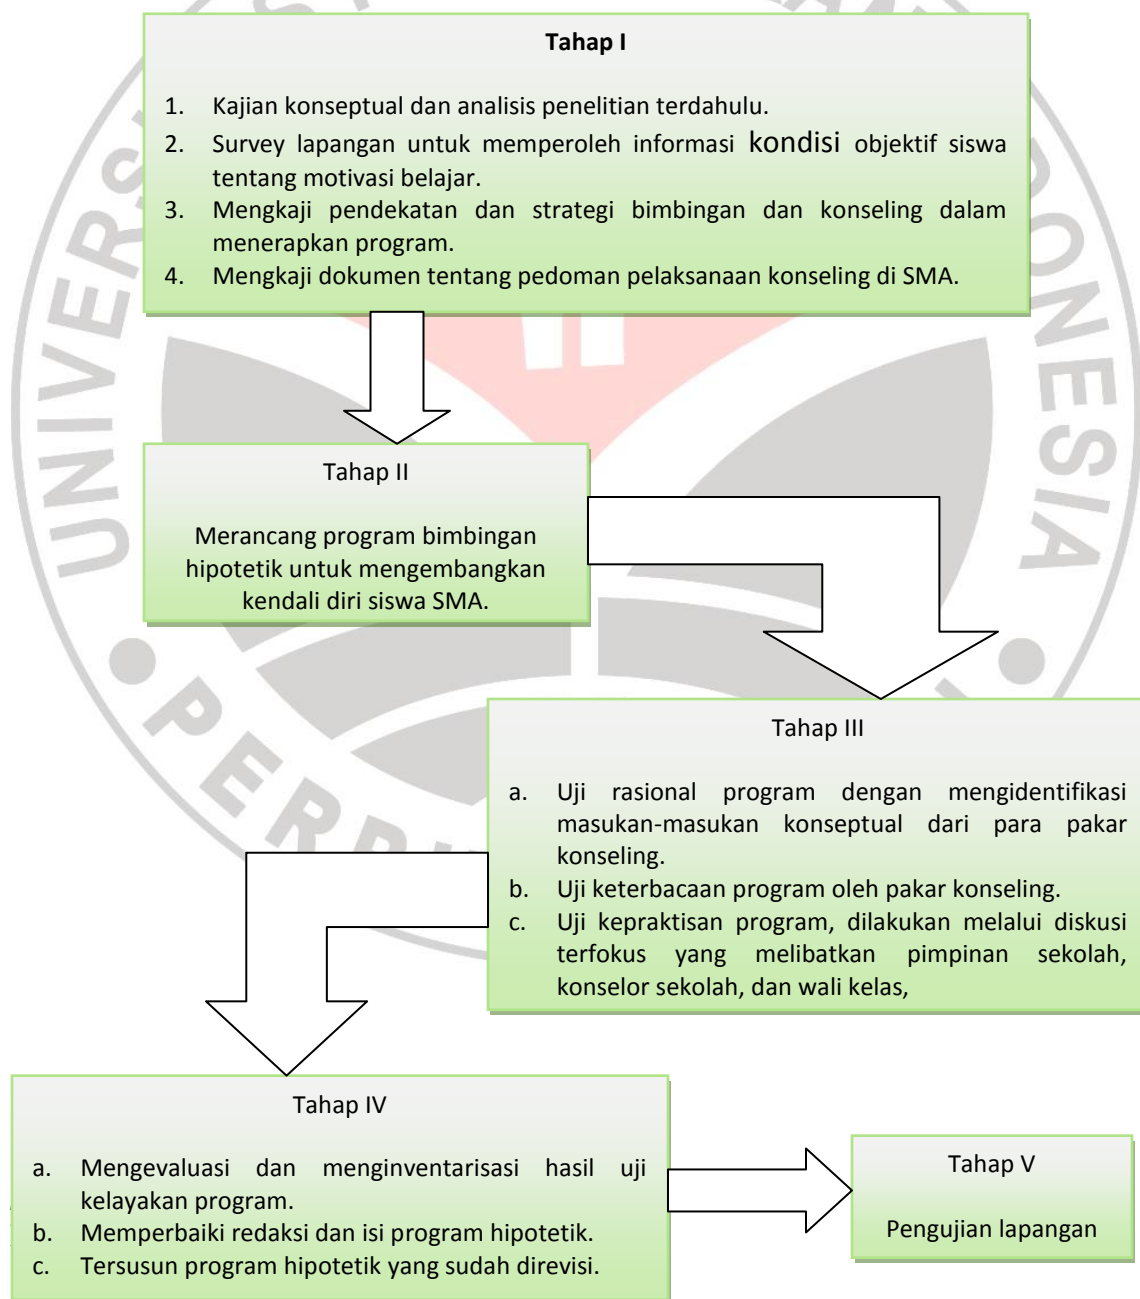 Tahap I
1. Kajian konseptual dan analisis penelitian terdahulu.
2. Survey lapangan untuk memperoleh informasi kondisi objektif siswa
tentang motivasi belajar.
3. Mengkaji pendekatan dan strategi bimbingan dan konseling dalam
menerapkan program.
4. Mengkaji dokumen tentang pedoman pelaksanaan konseling di SMA.
Tahap II
Merancang program bimbingan
hipotetik untuk mengembangkan
kendali diri siswa SMA.
Tahap III
a. Uji rasional program dengan mengidentifikasi
masukan-masukan konseptual dari para pakar
konseling.
b. Uji keterbacaan program oleh pakar konseling.
c. Uji kepraktisan program, dilakukan melalui diskusi
terfokus yang melibatkan pimpinan sekolah,
konselor sekolah, dan wali kelas,
Tahap IV
a. Mengevaluasi dan menginventarisasi hasil uji
kelayakan program.
b. Memperbaiki redaksi dan isi program hipotetik.
c. Tersusun program hipotetik yang sudah direvisi.
Tahap V
Pengujian lapangan